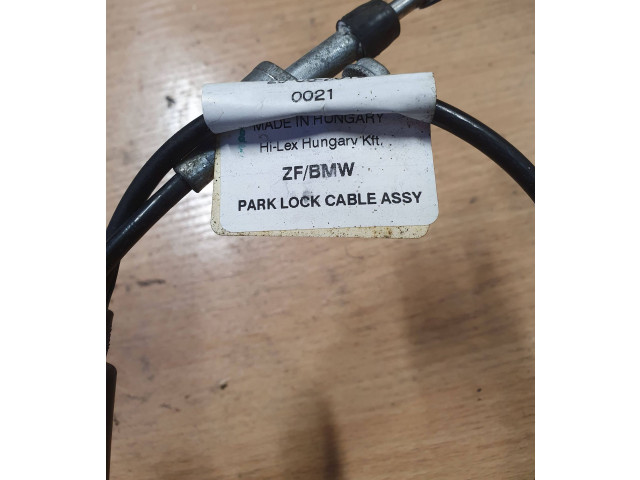 0021
MADE IN HUNGARY
Hi-Lex Hungary Kft.
ZF/BMW
PARK LOCK CABLE ASSY